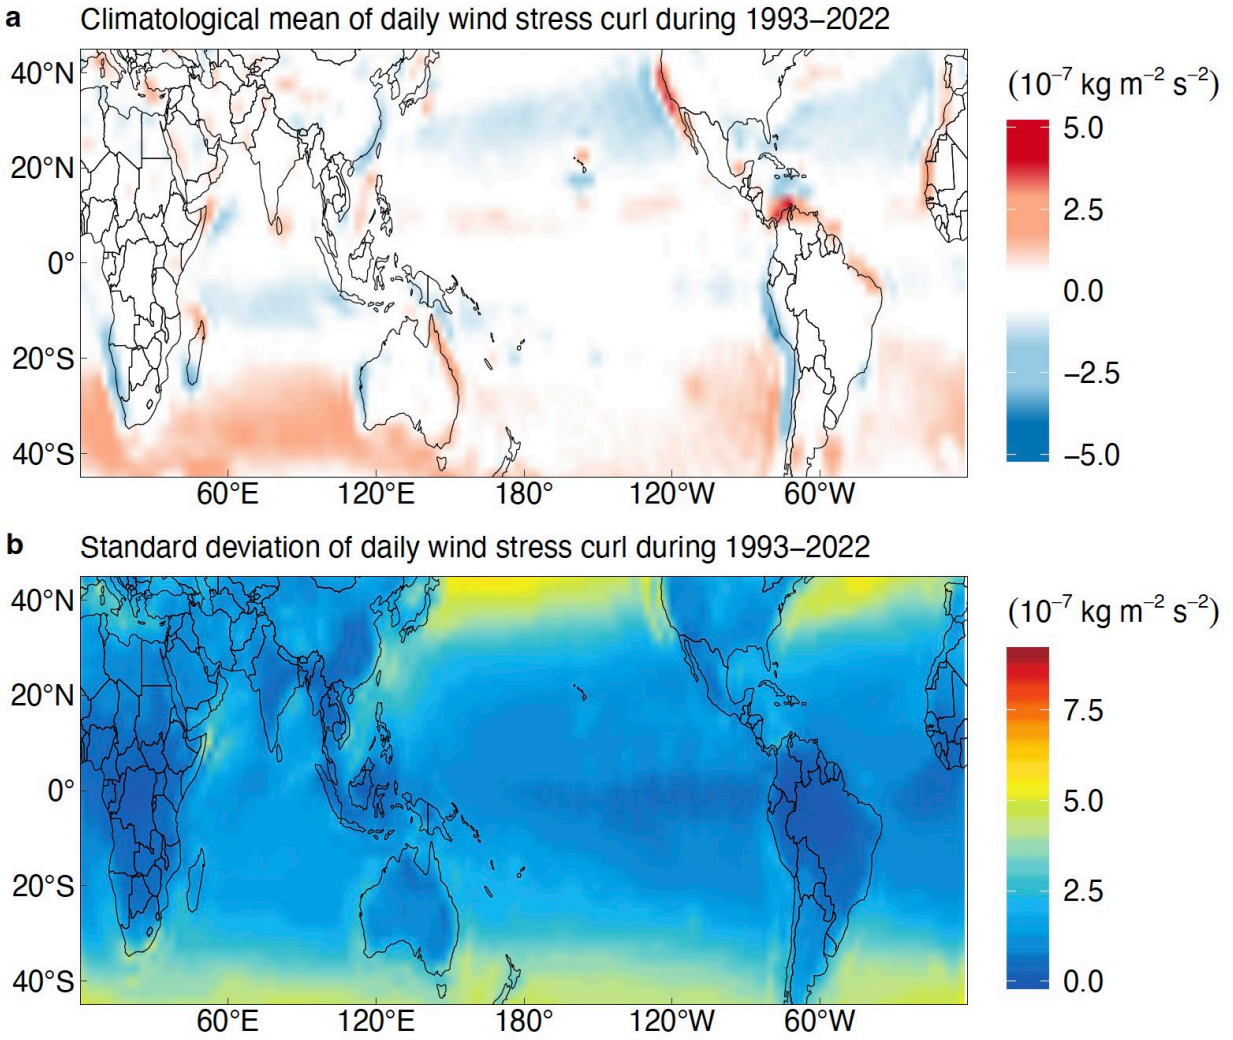 a Climatological mean of daily wind stress curl during 1993–2022
(10⁻⁷ kg m⁻² s⁻²)
40°N
20°N
0°
20°S
40°S
60°E 120°E 180° 120°W 60°W
5.0
2.5
0.0
−2.5
−5.0
b Standard deviation of daily wind stress curl during 1993–2022
(10⁻⁷ kg m⁻² s⁻²)
40°N
20°N
0°
20°S
40°S
60°E 120°E 180° 120°W 60°W
7.5
5.0
2.5
0.0